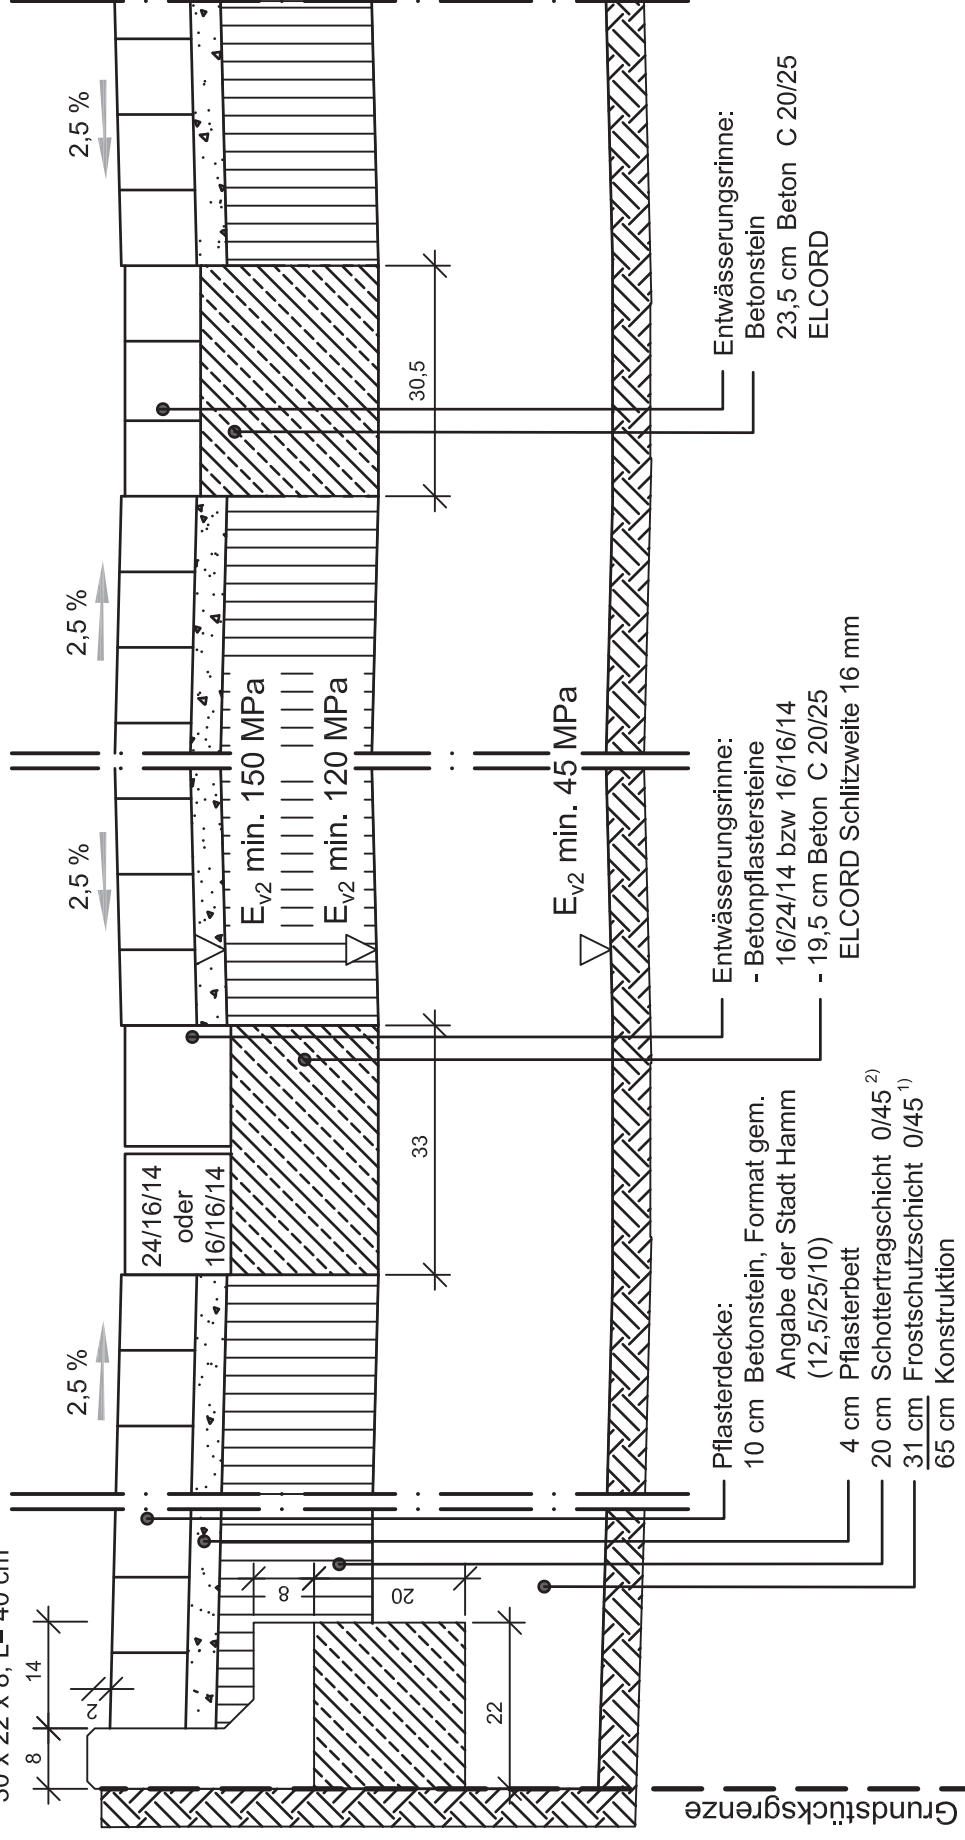 30 x 22 x 8, L= 40 cm
8
14
2
8
20
22
2,5 %
2,5 %
2,5 %
2,5 %
24/16/14
oder
16/16/14
33
30,5
Ev2 min. 150 MPa
Ev2 min. 120 MPa
Ev2 min. 45 MPa
Pflasterdecke:
10 cm Betonstein, Format gem.
Angabe der Stadt Hamm
(12,5/25/10)
4 cm Pflasterbett
20 cm Schottertragschicht 0/45 2)
31 cm Frostschutzschicht 0/45 1)
65 cm Konstruktion
Entwässerungsrinne:
- Betonpflastersteine
16/24/14 bzw 16/16/14
- 19,5 cm Beton C 20/25
ELCORD Schlitzweite 16 mm
Entwässerungsrinne:
Betonstein
23,5 cm Beton C 20/25
ELCORD
Grundstücksgrenze